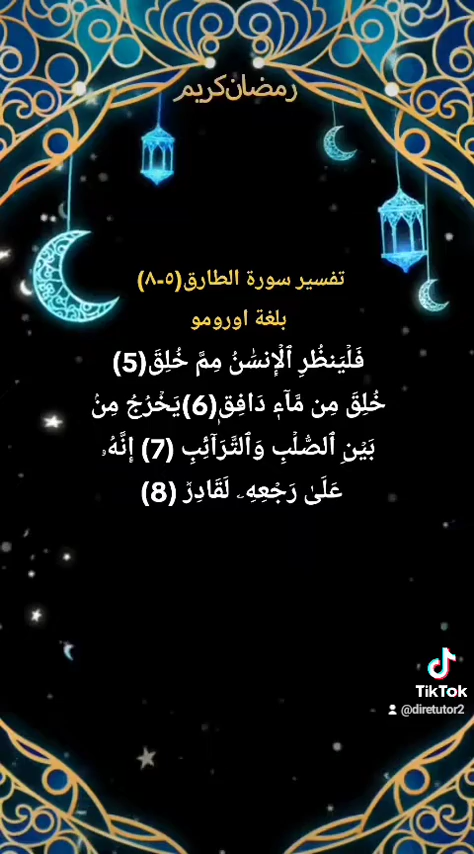 رمضان كريم
تفسير سورة الطارق(٥-٨)
بلغة اورومو
فَلْيَنظُرِ ٱلْإِنسَٰنُ مِمَّ خُلِقَ(5)
خُلِقَ مِن مَّآءٍ دَافِقٍ(6)يَخْرُجُ مِنۢ
بَيْنِ ٱلصُّلْبِ وَٱلتَّرَآئِبِ (7) إِنَّهُۥ
عَلَىٰ رَجْعِهِۦ لَقَادِرٌ (8)
TikTok
@diretutor2